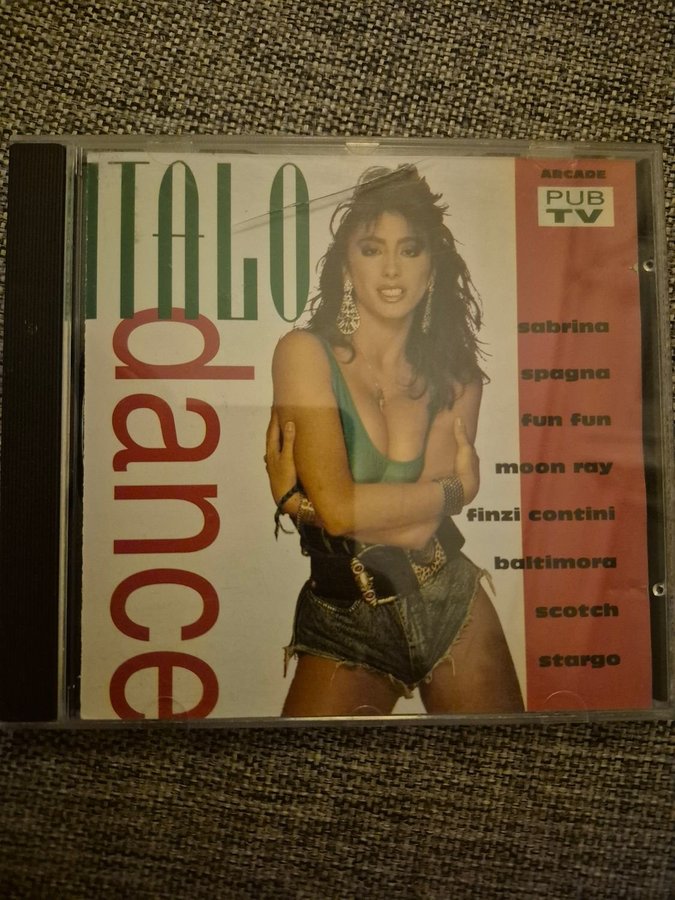 ITALO
dance
ARCADE
PUB
TV
sabrina
spagna
fun fun
moon ray
finzi contini
baltimora
scotch
stargo